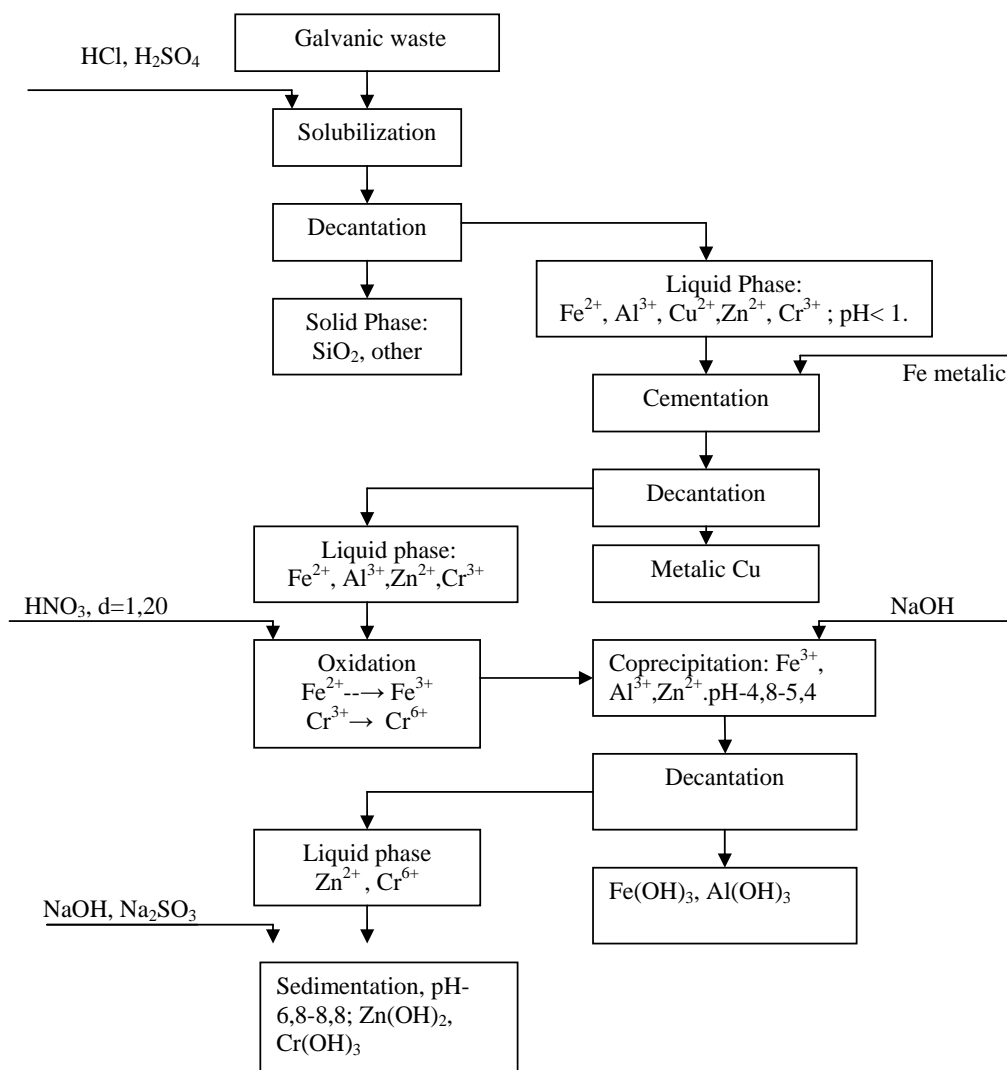 Galvanic waste
HCl, H₂SO₄
Solubilization
Decantation
Liquid Phase:
Fe²⁺, Al³⁺, Cu²⁺,Zn²⁺, Cr³⁺ ; pH< 1.
Solid Phase:
SiO₂, other
Fe metalic
Cementation
Decantation
Liquid phase:
Fe²⁺, Al³⁺,Zn²⁺,Cr³⁺
Metalic Cu
HNO₃, d=1,20
NaOH
Oxidation
Fe²⁺--→ Fe³⁺
Cr³⁺→ Cr⁶⁺
Coprecipitation: Fe³⁺,
Al³⁺,Zn²⁺.pH-4,8-5,4
Decantation
Liquid phase
Zn²⁺ , Cr⁶⁺
Fe(OH)₃, Al(OH)₃
NaOH, Na₂SO₃
Sedimentation, pH-
6,8-8,8; Zn(OH)₂,
Cr(OH)₃